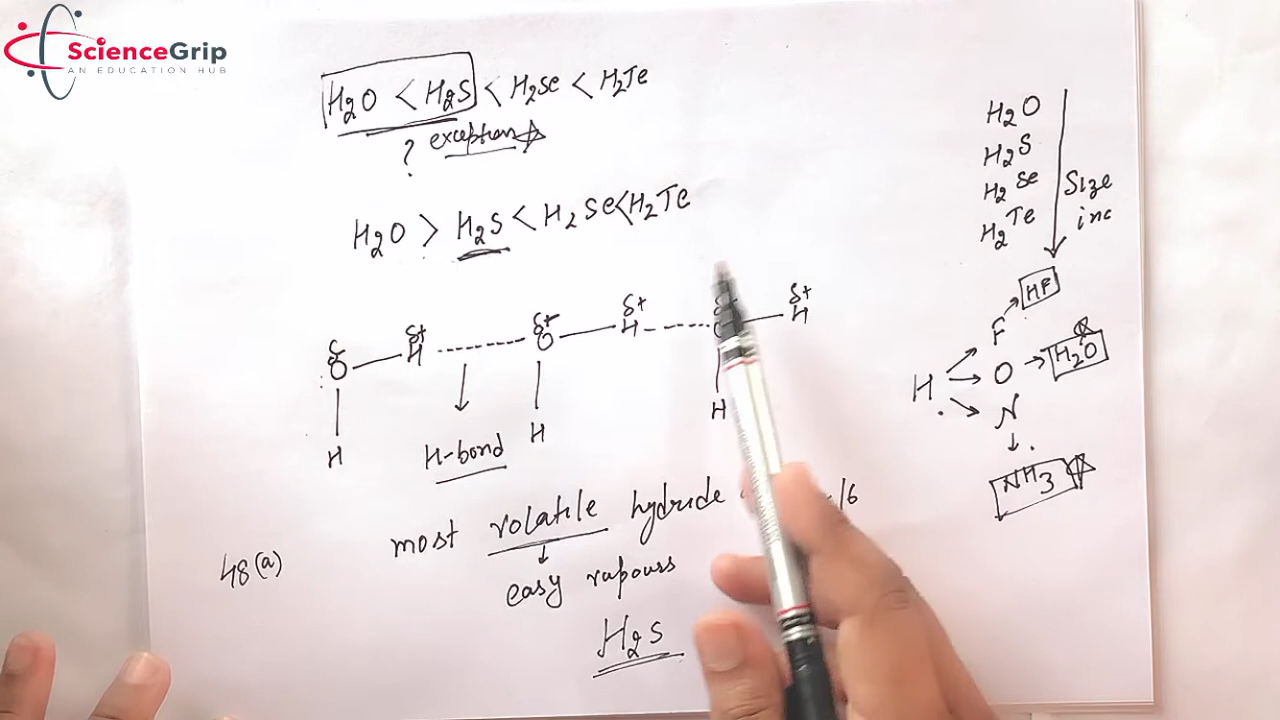 ScienceGrip
AN EDUCATION HUB
H2O < H2S < H2Se < H2Te
? exception
H2O > H2S < H2Se < H2Te
H2O
H2S
H2Se
H2Te
Size
inc
δ+ δ+ δ+
O H O H H
H H H
H-bond
HF
F
H O H2O
N
NH3
most volatile hydride
48(a)
easy vapours
H2S